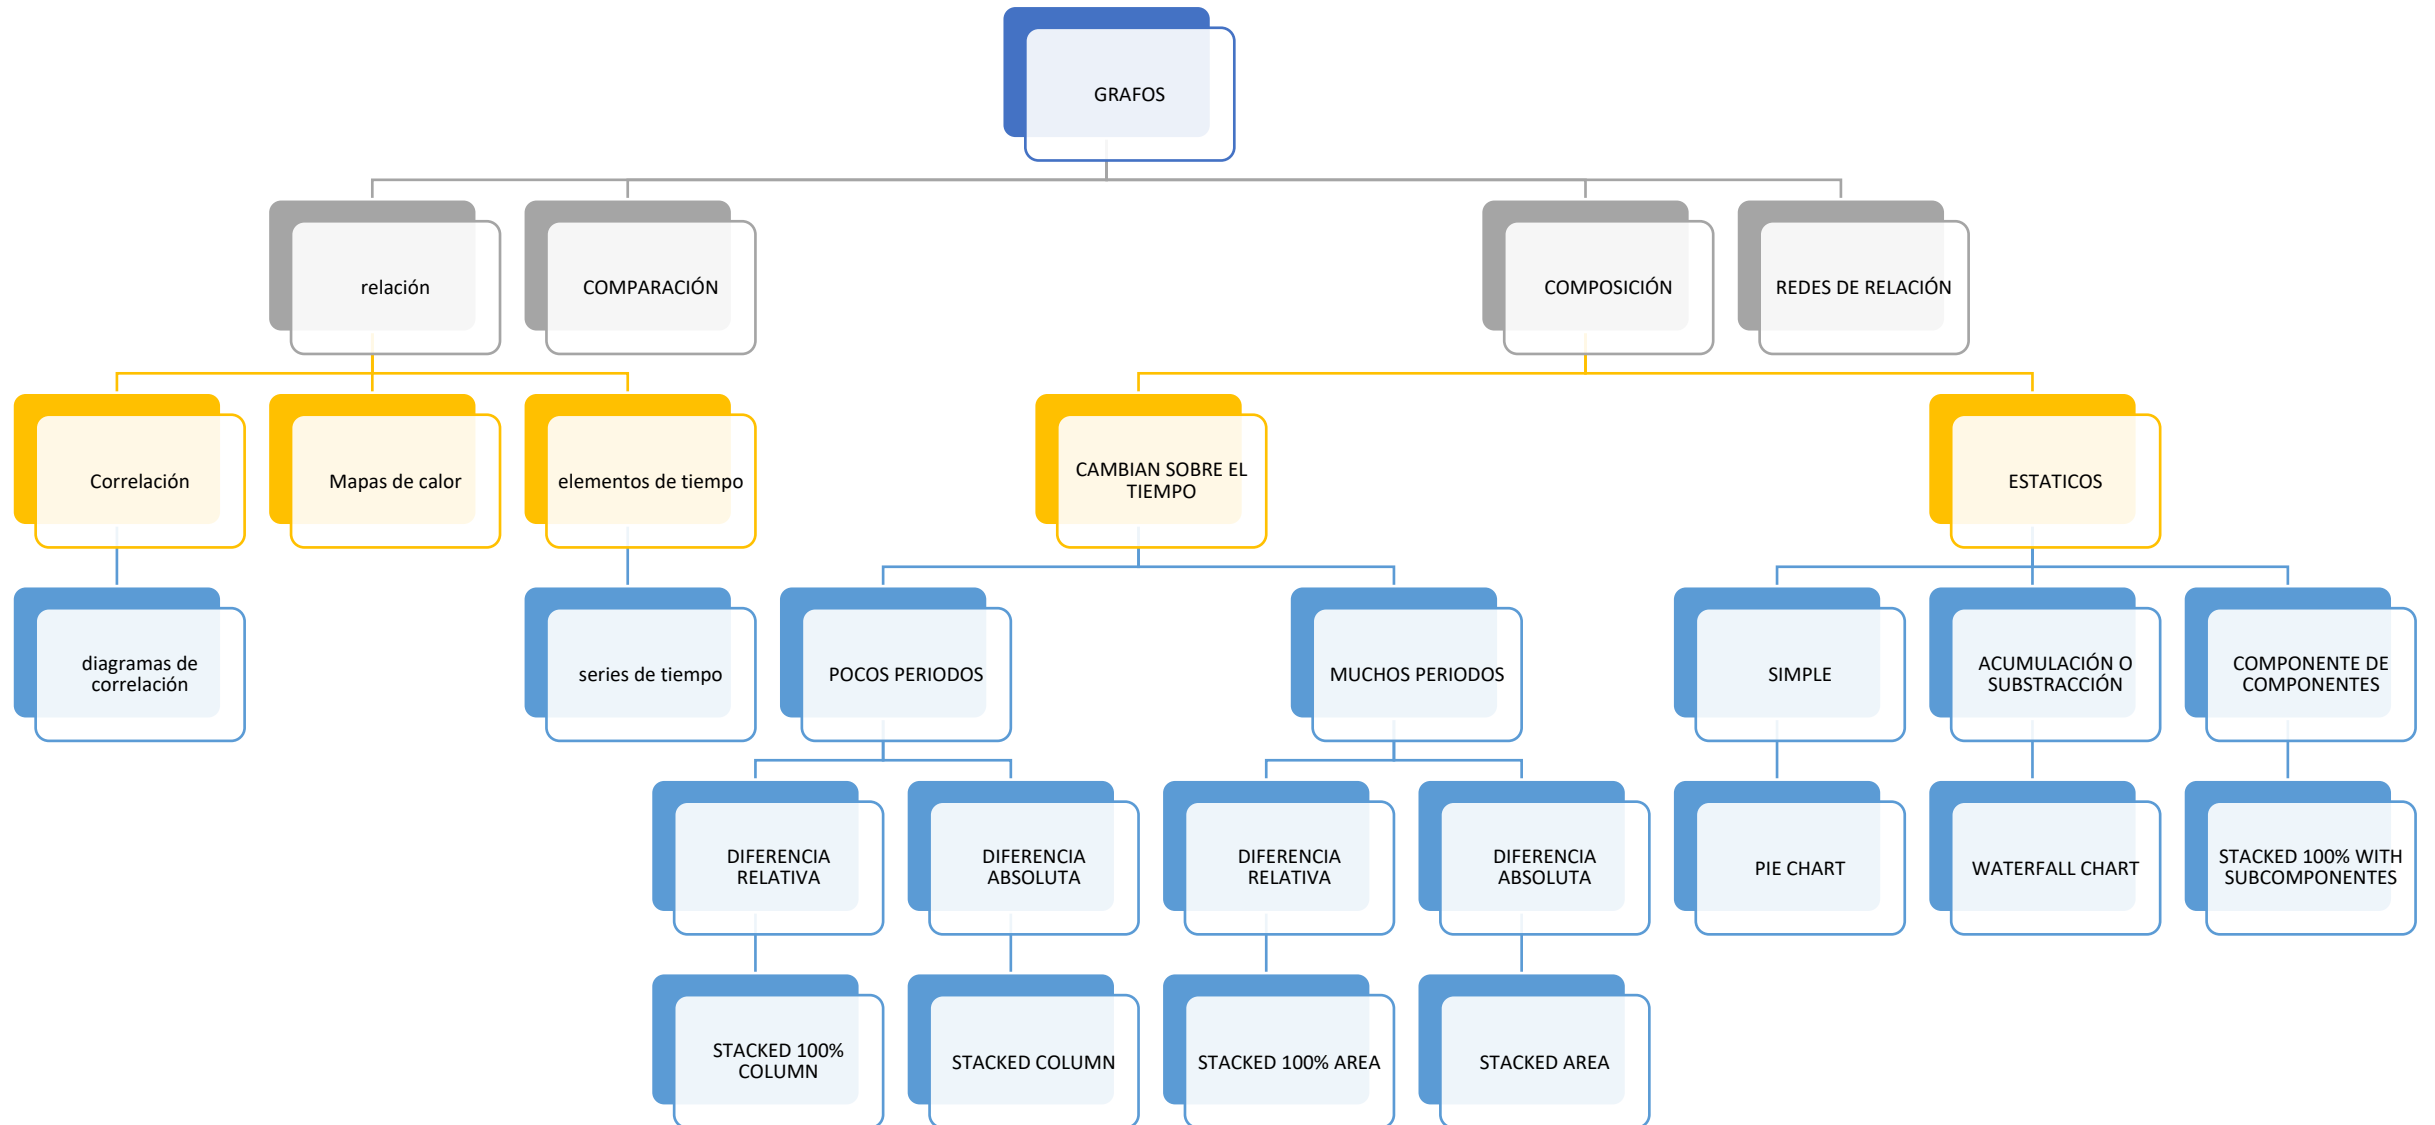 GRAFOS
relación
COMPARACIÓN
COMPOSICIÓN
REDES DE RELACIÓN
Correlación
Mapas de calor
elementos de tiempo
CAMBIAN SOBRE EL
TIEMPO
ESTATICOS
diagramas de
correlación
series de tiempo
POCOS PERIODOS
MUCHOS PERIODOS
SIMPLE
ACUMULACIÓN O
SUBSTRACCIÓN
COMPONENTE DE
COMPONENTES
DIFERENCIA
RELATIVA
DIFERENCIA
ABSOLUTA
DIFERENCIA
RELATIVA
DIFERENCIA
ABSOLUTA
PIE CHART
WATERFALL CHART
STACKED 100% WITH
SUBCOMPONENTES
STACKED 100%
COLUMN
STACKED COLUMN
STACKED 100% AREA
STACKED AREA